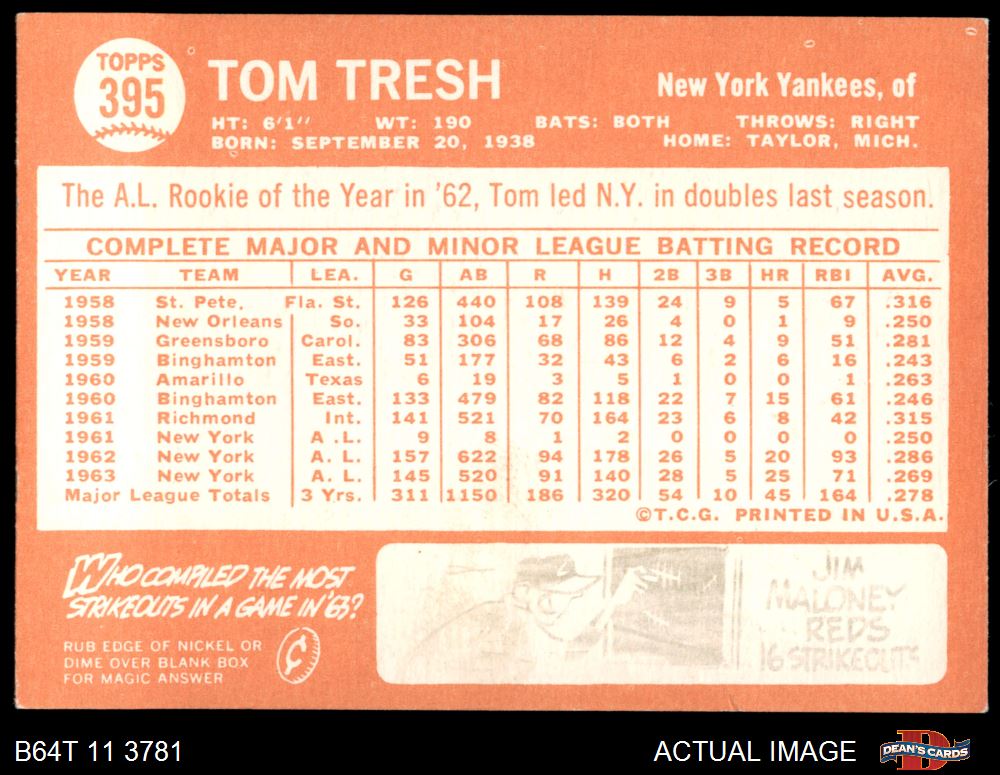 TOPPS
395
TOM TRESH
New York Yankees, of
HT: 6'1" WT: 190 BATS: BOTH THROWS: RIGHT
BORN: SEPTEMBER 20, 1938 HOME: TAYLOR, MICH.
The A.L. Rookie of the Year in '62, Tom led N.Y. in doubles last season.
COMPLETE MAJOR AND MINOR LEAGUE BATTING RECORD
YEAR TEAM LEA. G AB R H 2B 3B HR RBI AVG.
1958 St. Pete. Fla. St. 126 440 108 139 24 9 5 67 .316
1958 New Orleans So. 33 104 17 26 4 0 1 9 .250
1959 Greensboro Carol. 83 306 68 86 12 4 9 51 .281
1959 Binghamton East. 51 177 32 43 6 2 6 16 .243
1960 Amarillo Texas 6 19 3 5 1 0 0 1 .263
1960 Binghamton East. 133 479 82 118 22 7 15 61 .246
1961 Richmond Int. 141 521 70 164 23 6 8 42 .315
1961 New York A .L. 9 8 1 2 0 0 0 0 .250
1962 New York A. L. 157 622 94 178 26 5 20 93 .286
1963 New York A. L. 145 520 91 140 28 5 25 71 .269
Major League Totals 3 Yrs. 311 1150 186 320 54 10 45 164 .278
©T.C.G. PRINTED IN U.S.A.
WHO COMPILED THE MOST
STRIKEOUTS IN A GAME IN '63?
RUB EDGE OF NICKEL OR
DIME OVER BLANK BOX
FOR MAGIC ANSWER
JIM
MALONEY
REDS
16 STRIKEOUTS
B64T 11 3781
ACTUAL IMAGE
DEAN'S CARDS